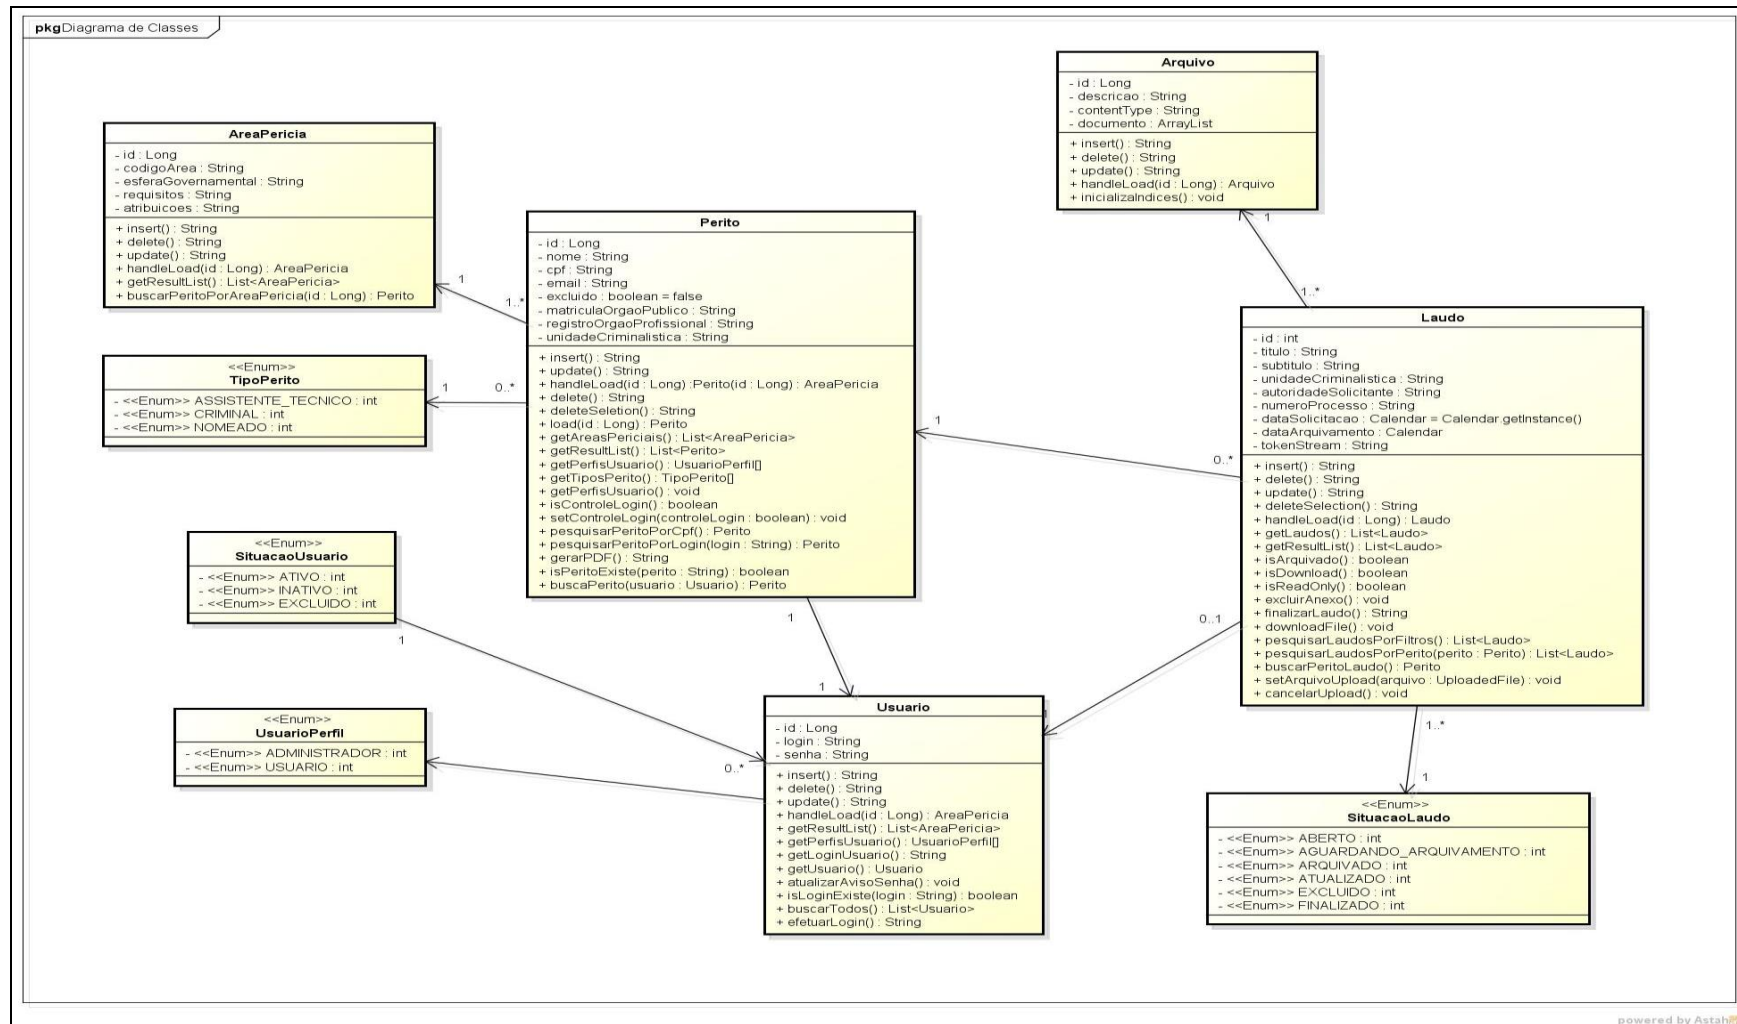 pkg Diagrama de Classes
Arquivo
- id : Long
- descricao : String
- contentType : String
- documento : ArrayList
+ insert() : String
+ delete() : String
+ update() : String
+ handleLoad(id : Long) : Arquivo
+ inicializaIndices() : void
1
1..*
AreaPericia
- id : Long
- codigoArea : String
- esferaGovernamental : String
- requisitos : String
- atribuicoes : String
+ insert() : String
+ delete() : String
+ update() : String
+ handleLoad(id : Long) : AreaPericia
+ getResultList() : List<AreaPericia>
+ buscarPeritoPorAreaPericia(id : Long) : Perito
1
1..*
Perito
- id : Long
- nome : String
- cpf : String
- email : String
- excluido : boolean = false
- matriculaOrgaoPublico : String
- registroOrgaoProfissional : String
- unidadeCriminalistica : String
+ insert() : String
+ update() : String
+ handleLoad(id : Long) :Perito(id : Long) : AreaPericia
+ delete() : String
+ deleteSeletion() : String
+ load(id : Long) : Perito
+ getAreasPericiais() : List<AreaPericia>
+ getResultList() : List<Perito>
+ getPerfisUsuario() : UsuarioPerfil[]
+ getTiposPerito() : TipoPerito[]
+ getPerfisUsuario() : void
+ isControleLogin() : boolean
+ setControleLogin(controleLogin : boolean) : void
+ pesquisarPeritoPorCpf() : Perito
+ pesquisarPeritoPorLogin(login : String) : Perito
+ gerarPDF() : String
+ isPeritoExiste(perito : String) : boolean
+ buscaPerito(usuario : Usuario) : Perito
<<Enum>>
TipoPerito
- <<Enum>> ASSISTENTE_TECNICO : int
- <<Enum>> CRIMINAL : int
- <<Enum>> NOMEADO : int
1
0..*
Laudo
- id : int
- titulo : String
- subtitulo : String
- unidadeCriminalistica : String
- autoridadeSolicitante : String
- numeroProcesso : String
- dataSolicitacao : Calendar = Calendar.getInstance()
- dataArquivamento : Calendar
- tokenStream : String
+ insert() : String
+ delete() : String
+ update() : String
+ deleteSelection() : String
+ handleLoad(id : Long) : Laudo
+ getLaudos() : List<Laudo>
+ getResultList() : List<Laudo>
+ isArquivado() : boolean
+ isDownload() : boolean
+ isReadOnly() : boolean
+ excluirAnexo() : void
+ finalizarLaudo() : String
+ downloadFile() : void
+ pesquisarLaudosPorFiltros() : List<Laudo>
+ pesquisarLaudosPorPerito(perito : Perito) : List<Laudo>
+ buscarPeritoLaudo() : Perito
+ setArquivoUpload(arquivo : UploadedFile) : void
+ cancelarUpload() : void
1
0..*
<<Enum>>
SituacaoUsuario
- <<Enum>> ATIVO : int
- <<Enum>> INATIVO : int
- <<Enum>> EXCLUIDO : int
1
0..*
1
1
0..1
1
<<Enum>>
UsuarioPerfil
- <<Enum>> ADMINISTRADOR : int
- <<Enum>> USUARIO : int
Usuario
- id : Long
- login : String
- senha : String
+ insert() : String
+ delete() : String
+ update() : String
+ handleLoad(id : Long) : AreaPericia
+ getResultList() : List<AreaPericia>
+ getPerfisUsuario() : UsuarioPerfil[]
+ getLoginUsuario() : String
+ getUsuario() : Usuario
+ atualizarAvisoSenha() : void
+ isLoginExiste(login : String) : boolean
+ buscarTodos() : List<Usuario>
+ efetuarLogin() : String
1..*
1
<<Enum>>
SituacaoLaudo
- <<Enum>> ABERTO : int
- <<Enum>> AGUARDANDO_ARQUIVAMENTO : int
- <<Enum>> ARQUIVADO : int
- <<Enum>> ATUALIZADO : int
- <<Enum>> EXCLUIDO : int
- <<Enum>> FINALIZADO : int
powered by Astah